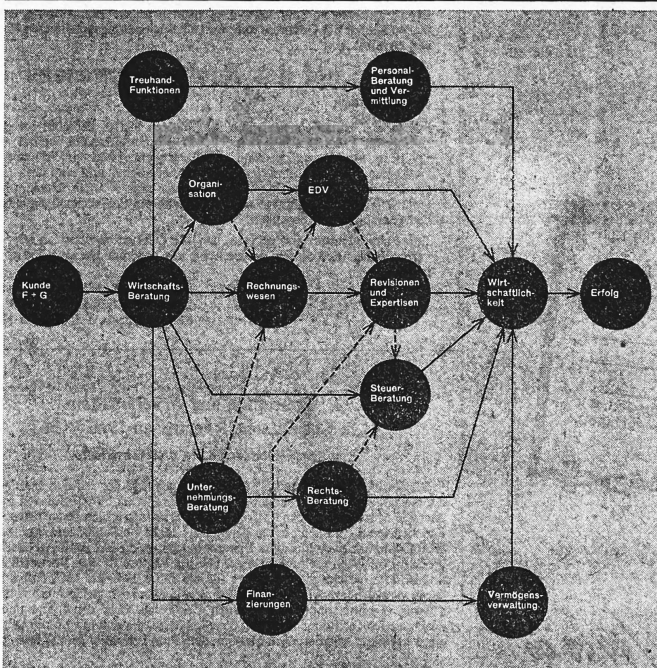 Treuhand-
Funktionen
Personal-
Beratung
und Ver-
mittlung
Organi-
sation
EDV
Kunde
F + G
Wirtschafts-
Beratung
Rechnungs-
wesen
Revisionen
und
Expertisen
Wirt-
schaftlich-
keit
Erfolg
Steuer-
Beratung
Unter-
nehmungs-
Beratung
Rechts-
Beratung
Finan-
zierungen
Vermögens-
verwaltung